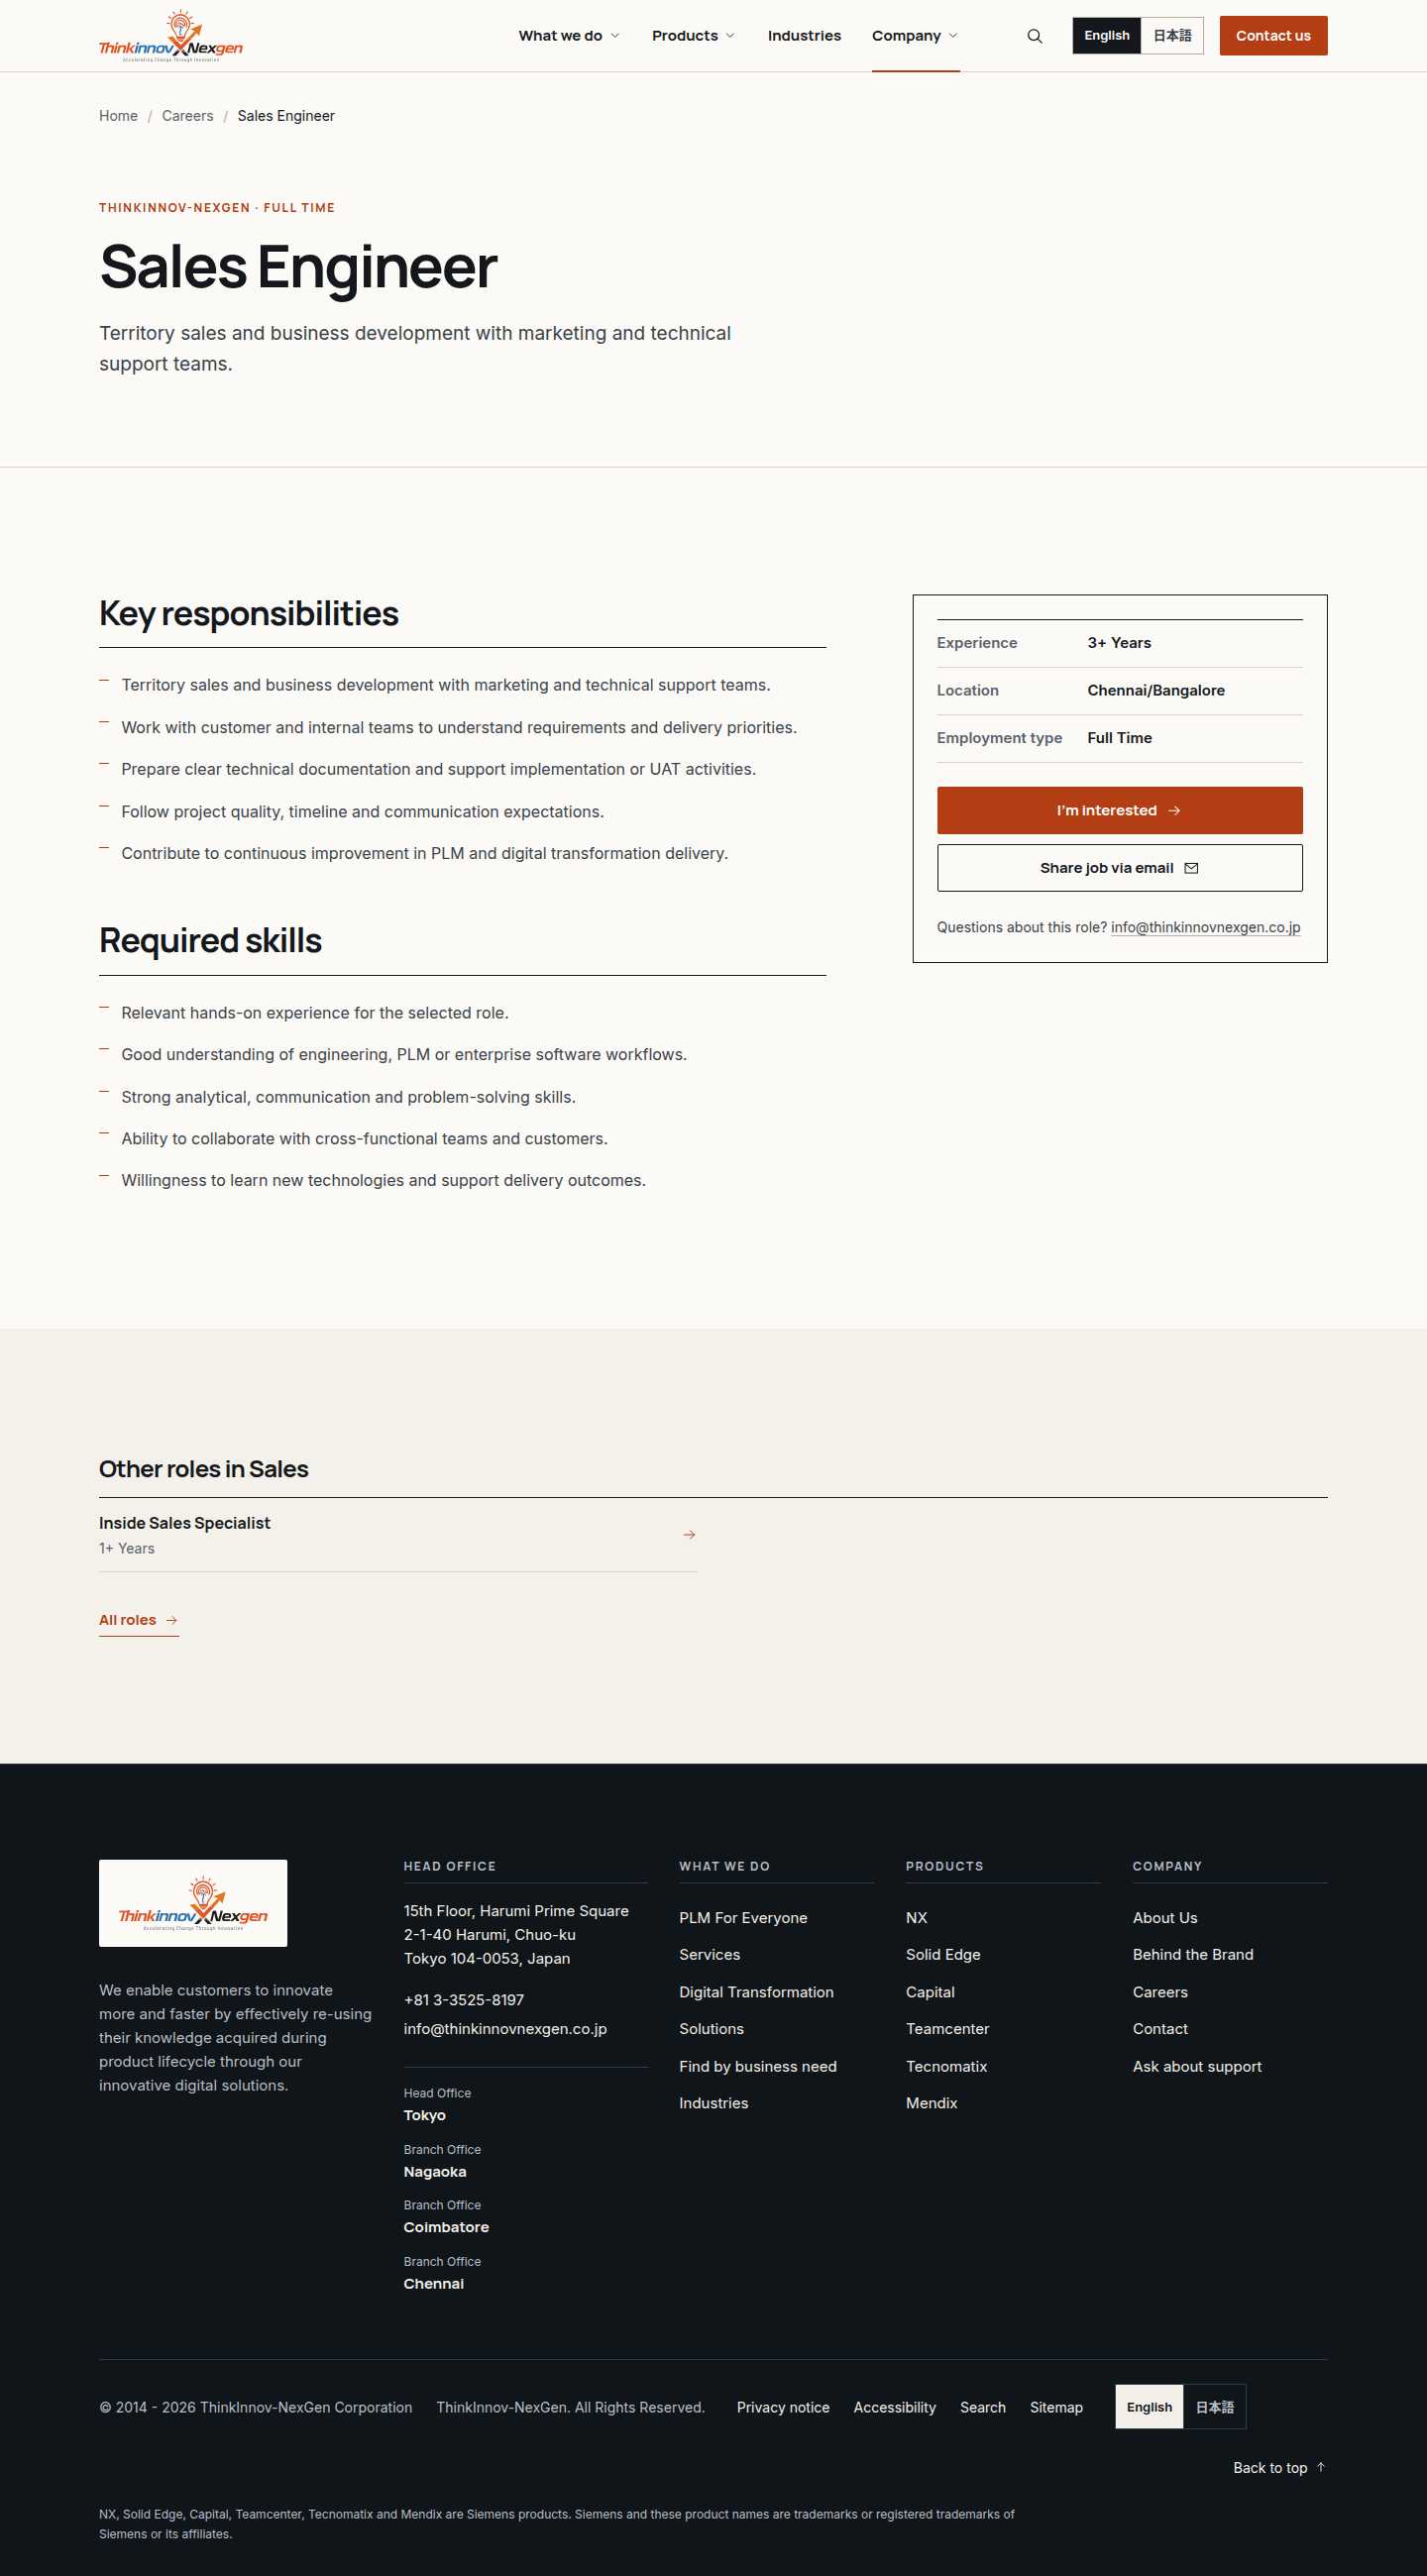 ThinkinnovXNexgen
Accelerating Change Through Innovation
What we do
Products
Industries
Company
English
日本語
Contact us
Home / Careers / Sales Engineer
THINKINNOV-NEXGEN · FULL TIME
Sales Engineer
Territory sales and business development with marketing and technical
support teams.
Key responsibilities
Territory sales and business development with marketing and technical support teams.
Work with customer and internal teams to understand requirements and delivery priorities.
Prepare clear technical documentation and support implementation or UAT activities.
Follow project quality, timeline and communication expectations.
Contribute to continuous improvement in PLM and digital transformation delivery.
Required skills
Relevant hands-on experience for the selected role.
Good understanding of engineering, PLM or enterprise software workflows.
Strong analytical, communication and problem-solving skills.
Ability to collaborate with cross-functional teams and customers.
Willingness to learn new technologies and support delivery outcomes.
Experience 3+ Years
Location Chennai/Bangalore
Employment type Full Time
I'm interested
Share job via email
Questions about this role? info@thinkinnovnexgen.co.jp
Other roles in Sales
Inside Sales Specialist
1+ Years
All roles
ThinkinnovXNexgen
Accelerating Change Through Innovation
We enable customers to innovate
more and faster by effectively re-using
their knowledge acquired during
product lifecycle through our
innovative digital solutions.
HEAD OFFICE
15th Floor, Harumi Prime Square
2-1-40 Harumi, Chuo-ku
Tokyo 104-0053, Japan
+81 3-3525-8197
info@thinkinnovnexgen.co.jp
Head Office
Tokyo
Branch Office
Nagaoka
Branch Office
Coimbatore
Branch Office
Chennai
WHAT WE DO
PLM For Everyone
Services
Digital Transformation
Solutions
Find by business need
Industries
PRODUCTS
NX
Solid Edge
Capital
Teamcenter
Tecnomatix
Mendix
COMPANY
About Us
Behind the Brand
Careers
Contact
Ask about support
© 2014 - 2026 ThinkInnov-NexGen Corporation
ThinkInnov-NexGen. All Rights Reserved.
Privacy notice
Accessibility
Search
Sitemap
English
日本語
Back to top
NX, Solid Edge, Capital, Teamcenter, Tecnomatix and Mendix are Siemens products. Siemens and these product names are trademarks or registered trademarks of
Siemens or its affiliates.